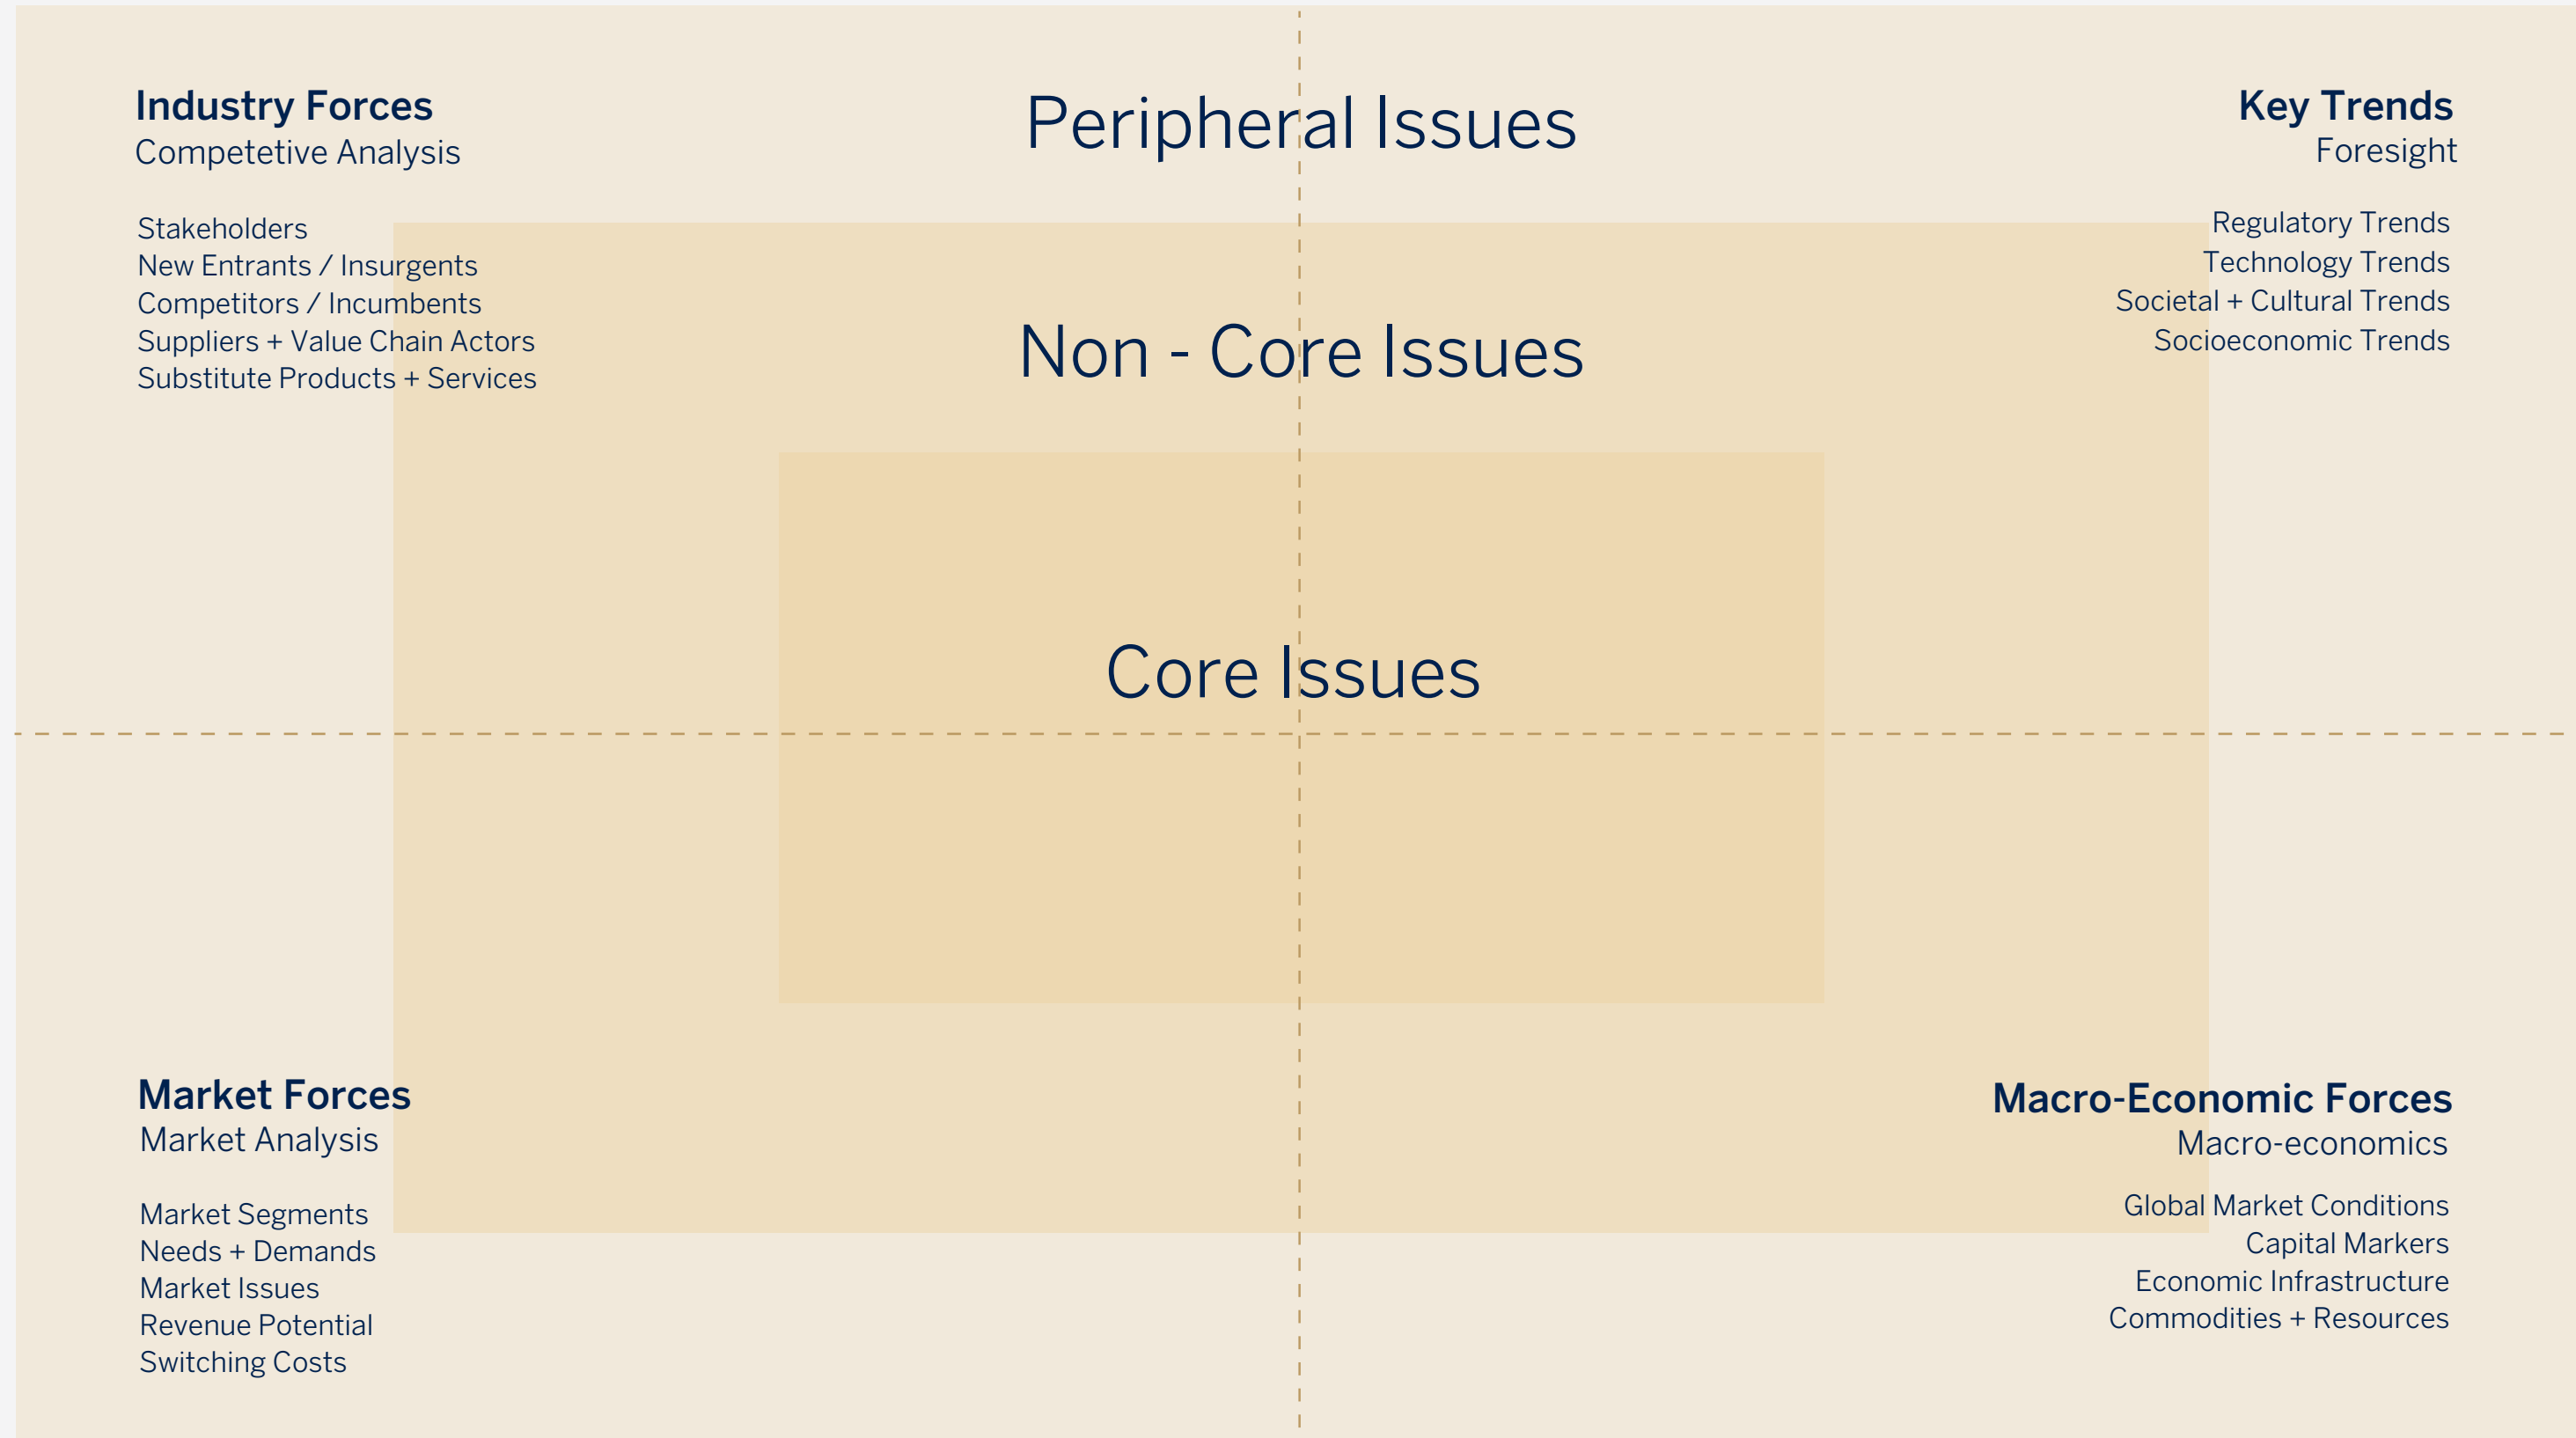 Industry Forces
Competetive Analysis
Stakeholders
New Entrants / Insurgents
Competitors / Incumbents
Suppliers + Value Chain Actors
Substitute Products + Services
Peripheral Issues
Non - Core Issues
Core Issues
Key Trends
Foresight
Regulatory Trends
Technology Trends
Societal + Cultural Trends
Socioeconomic Trends
Market Forces
Market Analysis
Market Segments
Needs + Demands
Market Issues
Revenue Potential
Switching Costs
Macro-Economic Forces
Macro-economics
Global Market Conditions
Capital Markers
Economic Infrastructure
Commodities + Resources